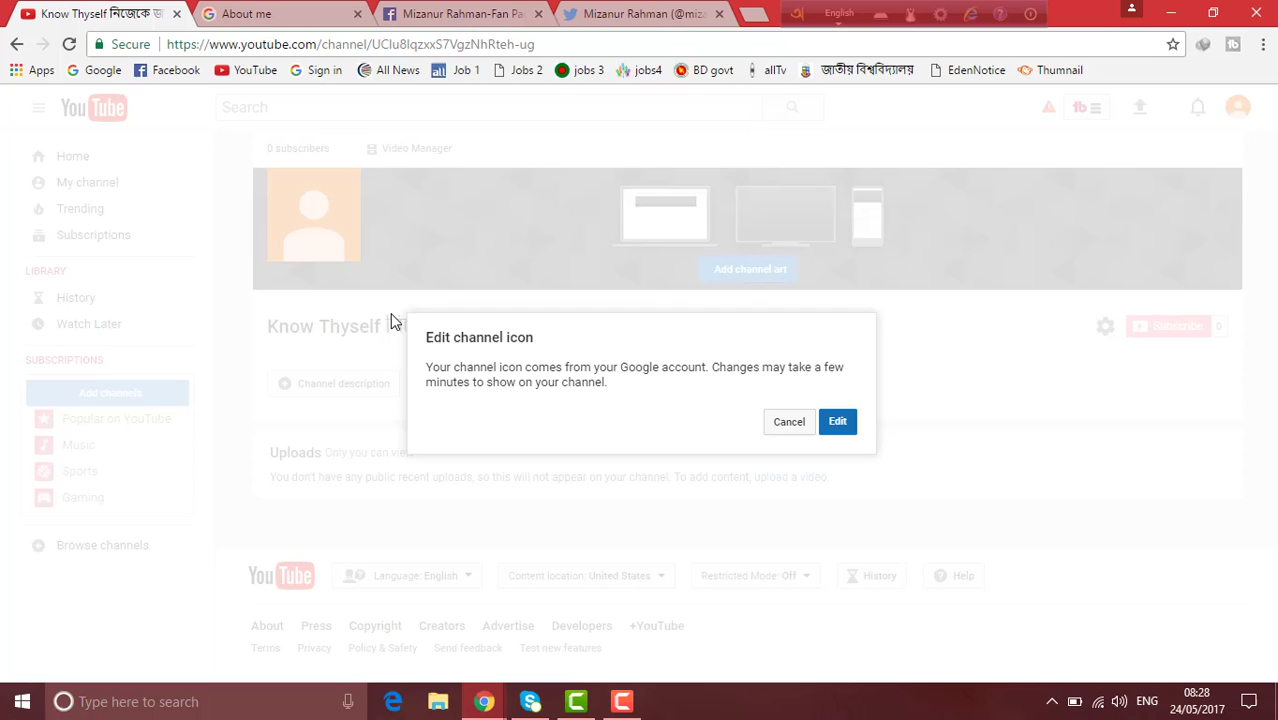 Know Thyself নিজেকে জ
About me
Mizanur Rahman-Fan Pa
Mizanur Rahman (@miza
English
Secure https://www.youtube.com/channel/UClu8lqzxxS7VgzNhRteh-ug
Apps Google Facebook YouTube Sign in All News Job 1 Jobs 2 jobs 3 jobs4 BD govt allTv জাতীয় বিশ্ববিদ্যালয় EdenNotice Thumnail
YouTube Search
0 subscribers Video Manager
Home
My channel
Trending
Subscriptions
LIBRARY
History
Watch Later
SUBSCRIPTIONS
Add channels
Popular on YouTube
Music
Sports
Gaming
Browse channels
Add channel art
Know Thyself
Subscribe 0
Channel description
Edit channel icon
Your channel icon comes from your Google account. Changes may take a few
minutes to show on your channel.
Cancel Edit
Uploads Only you can view
You don't have any public recent uploads, so this will not appear on your channel. To add content, upload a video.
YouTube Language: English Content location: United States Restricted Mode: Off History Help
About Press Copyright Creators Advertise Developers +YouTube
Terms Privacy Policy & Safety Send feedback Test new features
Type here to search
ENG
08:28
24/05/2017